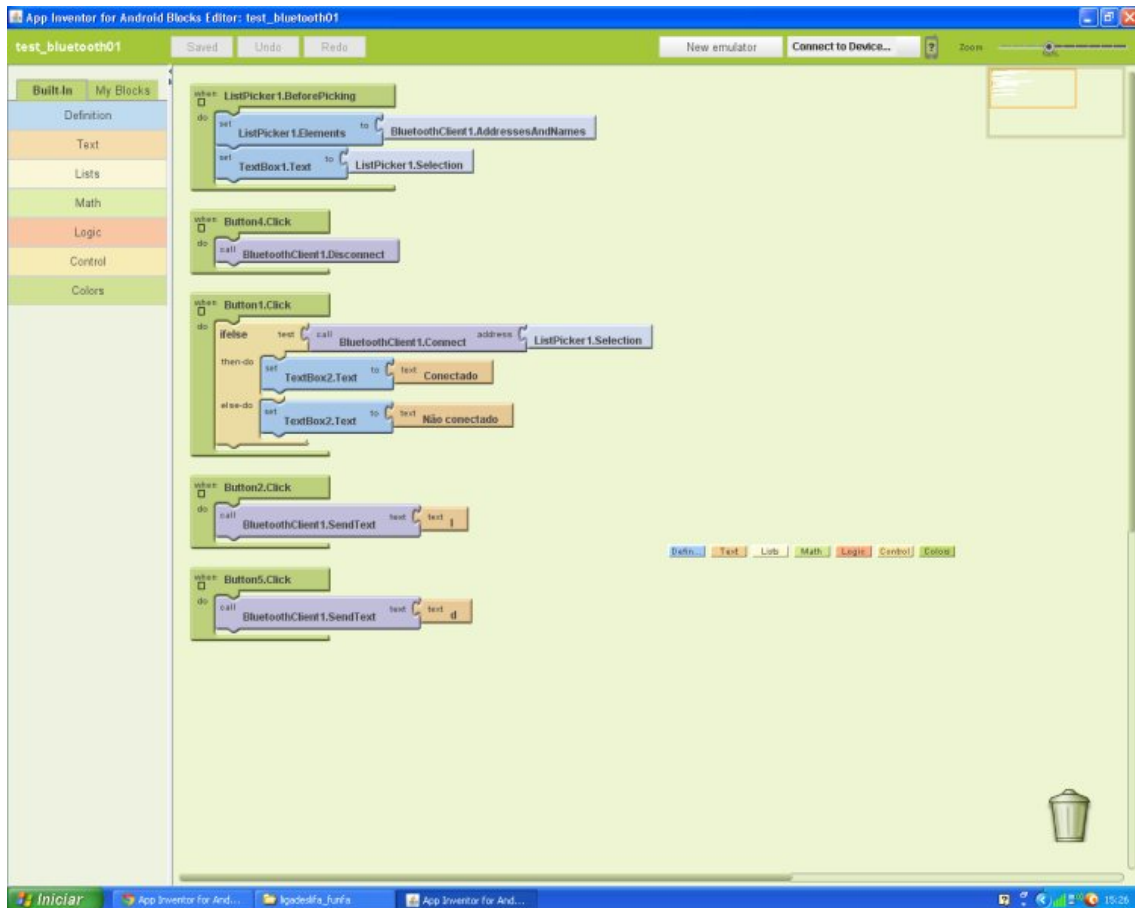 App Inventor for Android Blocks Editor: test_bluetooth01
test_bluetooth01 Saved Undo Redo New emulator Connect to Device... ? Zoom
Built-In My Blocks
Definition
Text
Lists
Math
Logic
Control
Colors
when ListPicker1.BeforePicking
do set ListPicker1.Elements to BluetoothClient1.AddressesAndNames
set TextBox1.Text to ListPicker1.Selection
when Button4.Click
do call BluetoothClient1.Disconnect
when Button1.Click
do ifelse test call BluetoothClient1.Connect address ListPicker1.Selection
then-do set TextBox2.Text to text Conectado
else-do set TextBox2.Text to text Não conectado
when Button2.Click
do call BluetoothClient1.SendText text text l
when Button5.Click
do call BluetoothClient1.SendText text text d
Defin... Text Lists Math Logic Control Colors
Iniciar App Inventor for And... App Inventor for And... 15:26